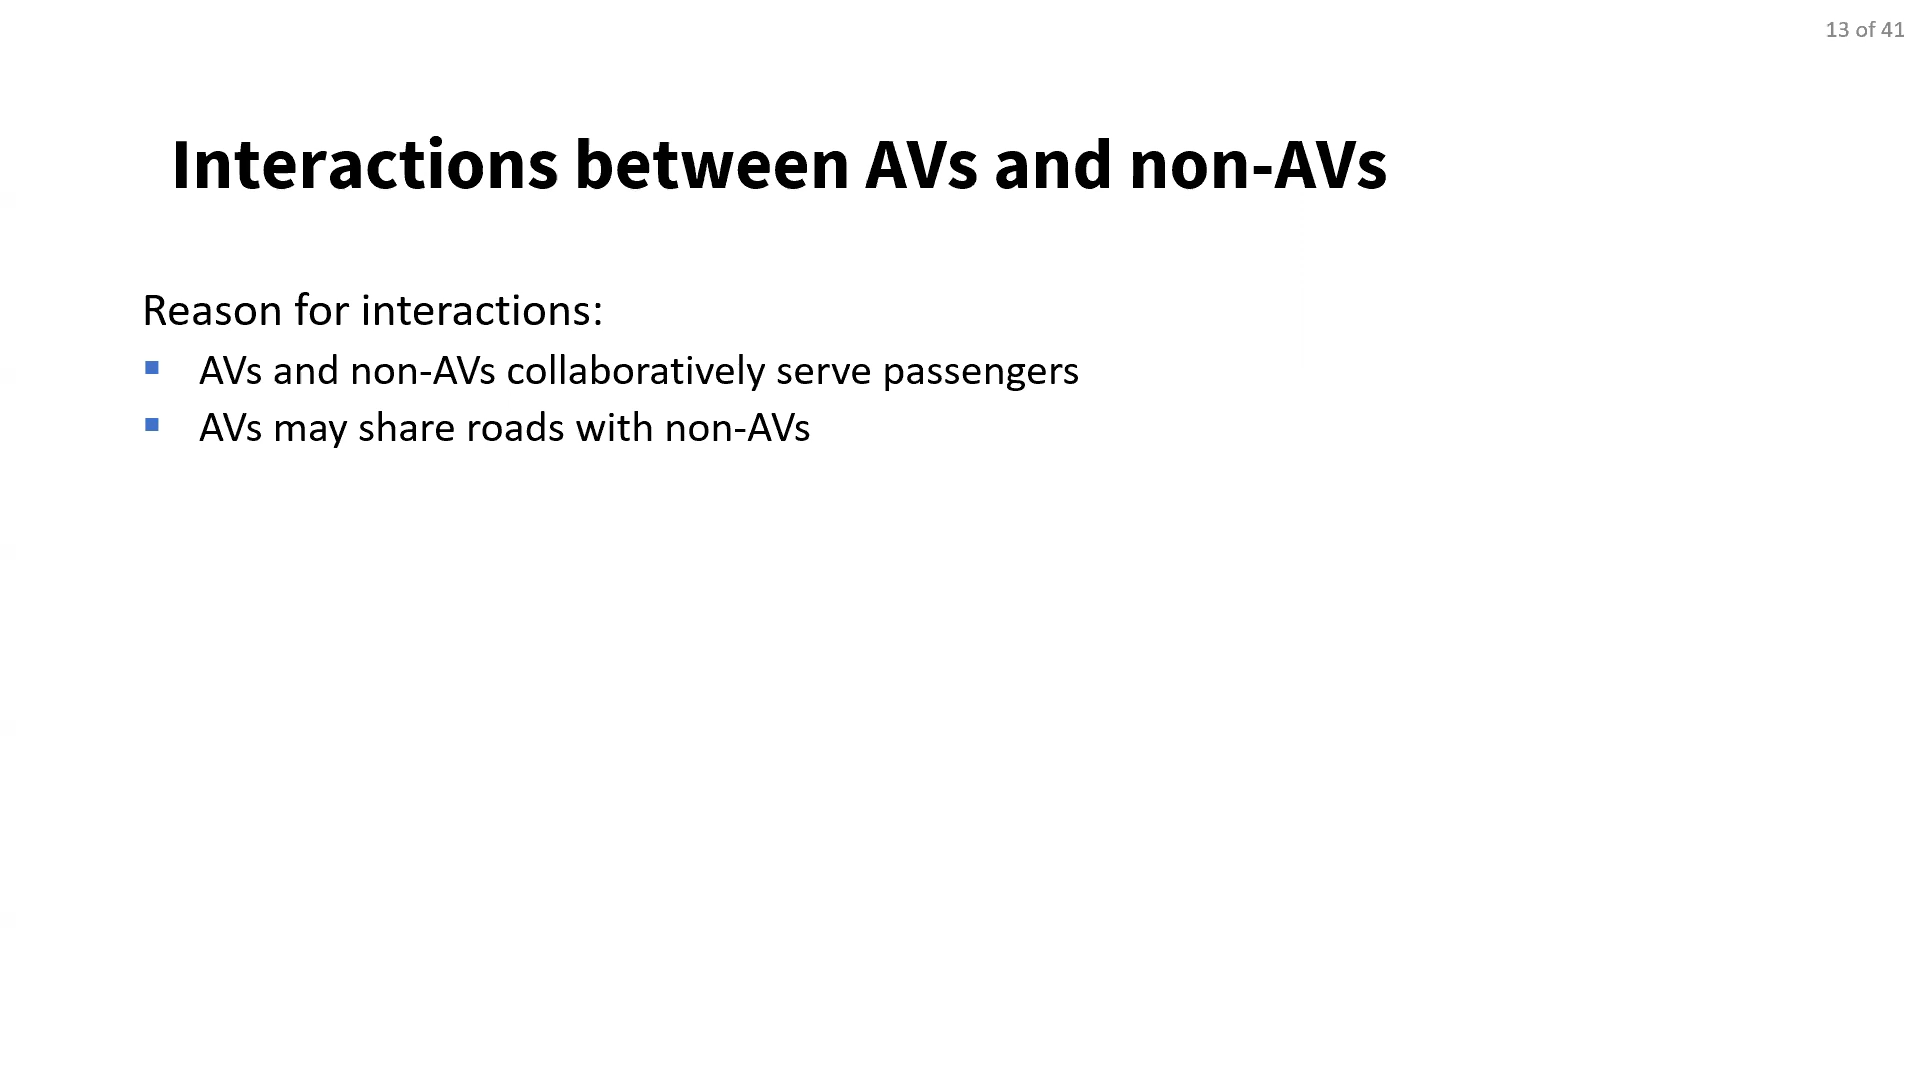 13 of 41
Interactions between AVs and non-AVs
Reason for interactions:
▪ AVs and non-AVs collaboratively serve passengers
▪ AVs may share roads with non-AVs